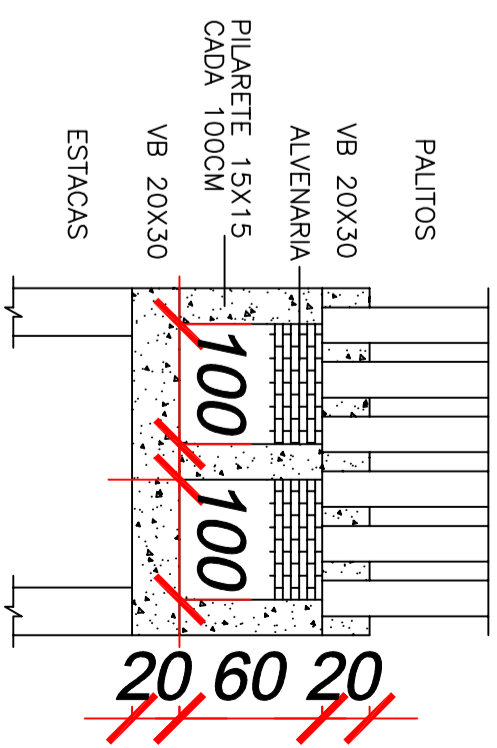 PALITOS
VB 20X30
ALVENARIA
PILARETE 15X15
CADA 100CM
VB 20X30
ESTACAS
100
100
20
60
20